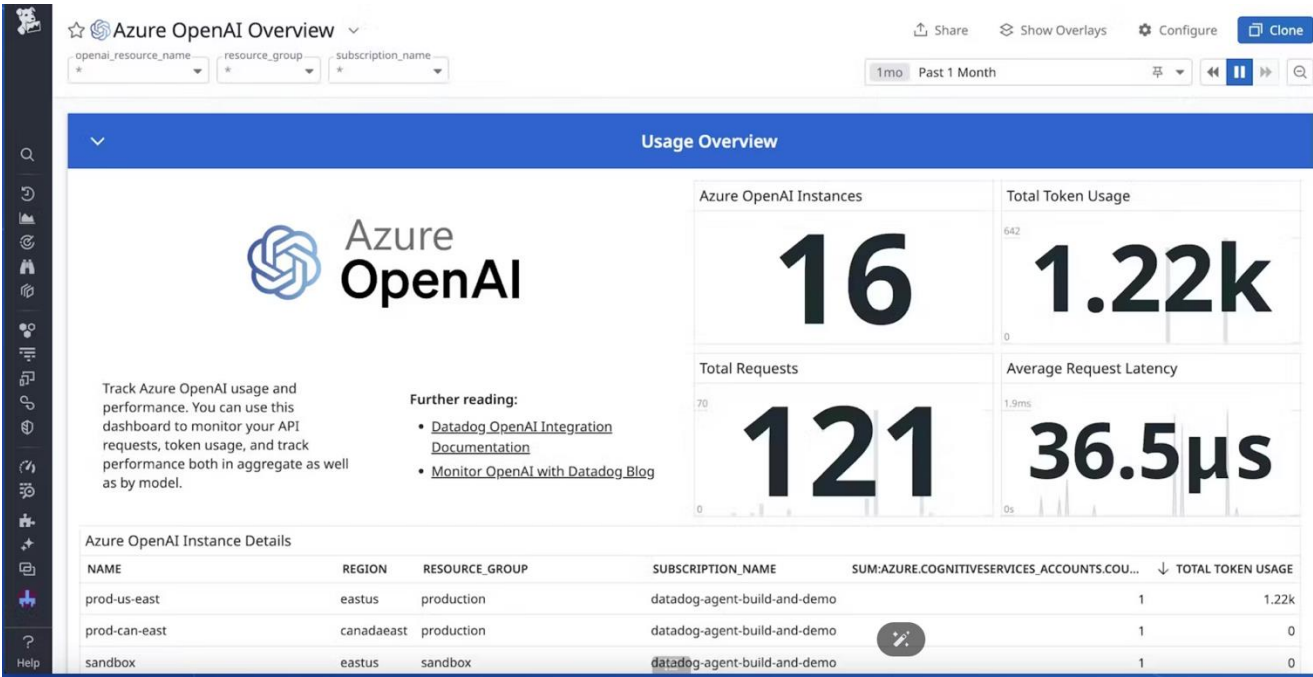 Azure OpenAI Overview
Share
Show Overlays
Configure
Clone
openai_resource_name
resource_group
subscription_name
*
*
*
1mo Past 1 Month
Usage Overview
Azure
OpenAI
Track Azure OpenAI usage and
performance. You can use this
dashboard to monitor your API
requests, token usage, and track
performance both in aggregate as well
as by model.
Further reading:
• Datadog OpenAI Integration
Documentation
• Monitor OpenAI with Datadog Blog
Azure OpenAI Instances
16
Total Token Usage
642
1.22k
0
Total Requests
70
121
0
Average Request Latency
1.9ms
36.5µs
0s
Azure OpenAI Instance Details
NAME REGION RESOURCE_GROUP SUBSCRIPTION_NAME SUM:AZURE.COGNITIVESERVICES_ACCOUNTS.COU... ↓ TOTAL TOKEN USAGE
prod-us-east eastus production datadog-agent-build-and-demo 1 1.22k
prod-can-east canadaeast production datadog-agent-build-and-demo 1 0
sandbox eastus sandbox datadog-agent-build-and-demo 1 0
?
Help